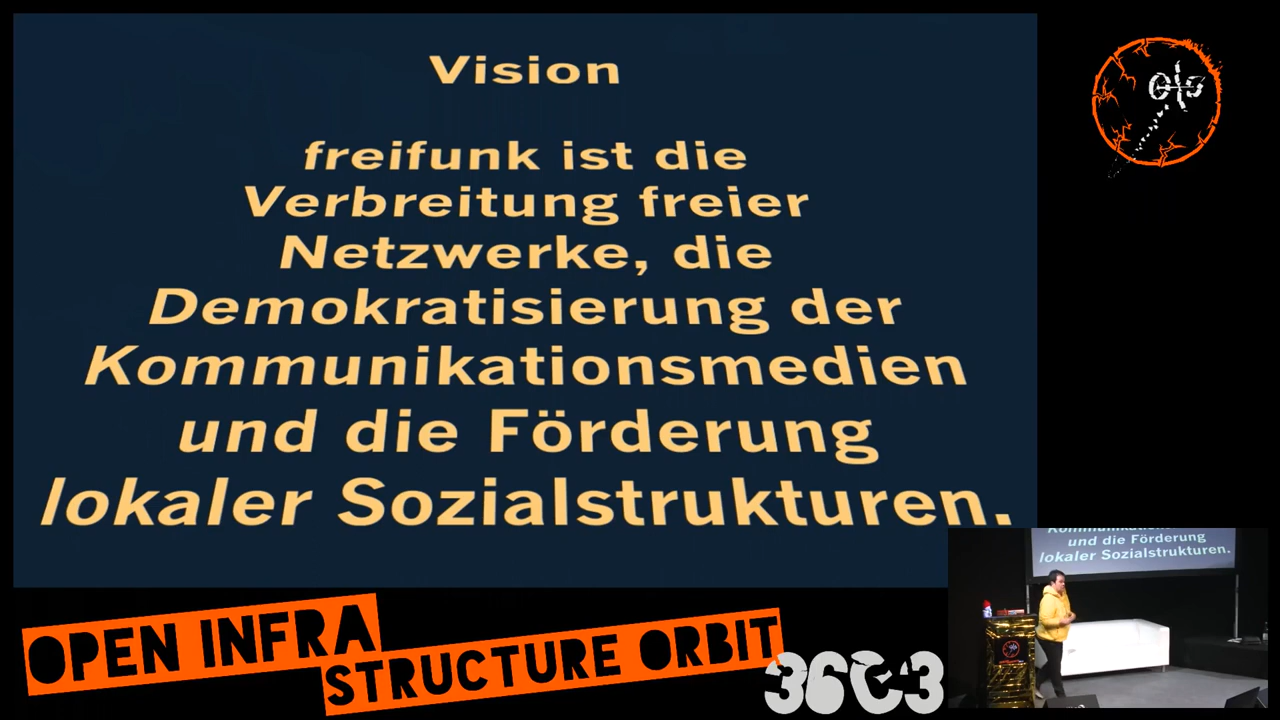 Vision
freifunk ist die
Verbreitung freier
Netzwerke, die
Demokratisierung der
Kommunikationsmedien
und die Förderung
lokaler Sozialstrukturen.
und die Förderung
lokaler Sozialstrukturen.
OPEN INFRA
STRUCTURE ORBIT
36C3